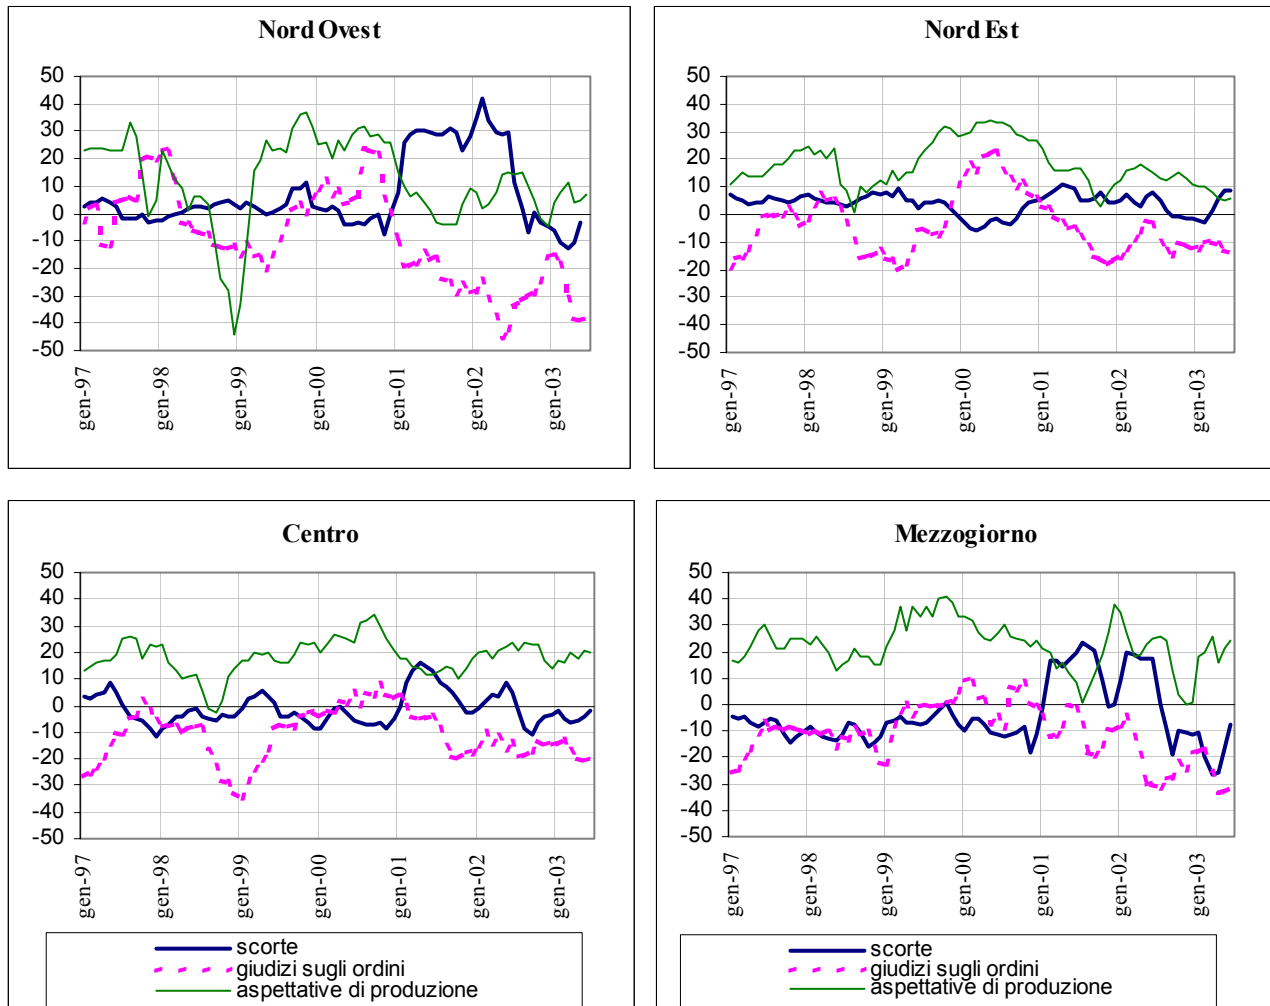 Nord Ovest
50
40
30
20
10
0
-10
-20
-30
-40
-50
gen-97
gen-98
gen-99
gen-00
gen-01
gen-02
gen-03
Nord Est
50
40
30
20
10
0
-10
-20
-30
-40
-50
gen-97
gen-98
gen-99
gen-00
gen-01
gen-02
gen-03
Centro
50
40
30
20
10
0
-10
-20
-30
-40
-50
gen-97
gen-98
gen-99
gen-00
gen-01
gen-02
gen-03
scorte
giudizi sugli ordini
aspettative di produzione
Mezzogiorno
50
40
30
20
10
0
-10
-20
-30
-40
-50
gen-97
gen-98
gen-99
gen-00
gen-01
gen-02
gen-03
scorte
giudizi sugli ordini
aspettative di produzione